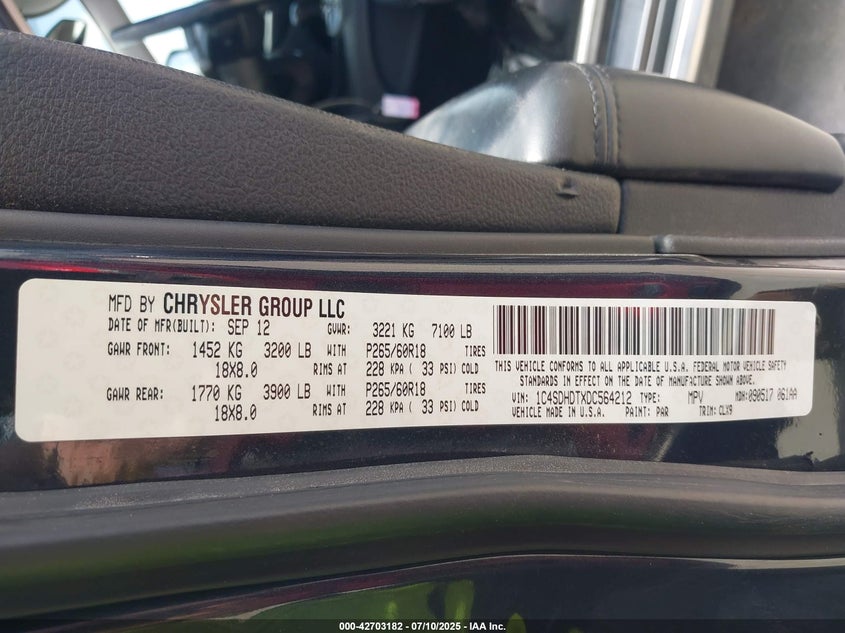 MFD BY CHRYSLER GROUP LLC
DATE OF MFR(BUILT): SEP 12 GVWR: 3221 KG 7100 LB
GAWR FRONT: 1452 KG 3200 LB WITH P265/60R18 TIRES
18X8.0 RIMS AT 228 KPA ( 33 PSI) COLD
GAWR REAR: 1770 KG 3900 LB WITH P265/60R18 TIRES
18X8.0 RIMS AT 228 KPA ( 33 PSI) COLD
THIS VEHICLE CONFORMS TO ALL APPLICABLE U.S.A. FEDERAL MOTOR VEHICLE SAFETY
STANDARDS IN EFFECT ON THE DATE OF MANUFACTURE SHOWN ABOVE.
VIN: 1C4SDHDTXDC564212 TYPE: MPV MDH:090517 061AA
VEHICLE MADE IN U.S.A. PAINT: PAR TRIM: CLX9
000-42703182 / 07/10/2025 - IAA Inc.